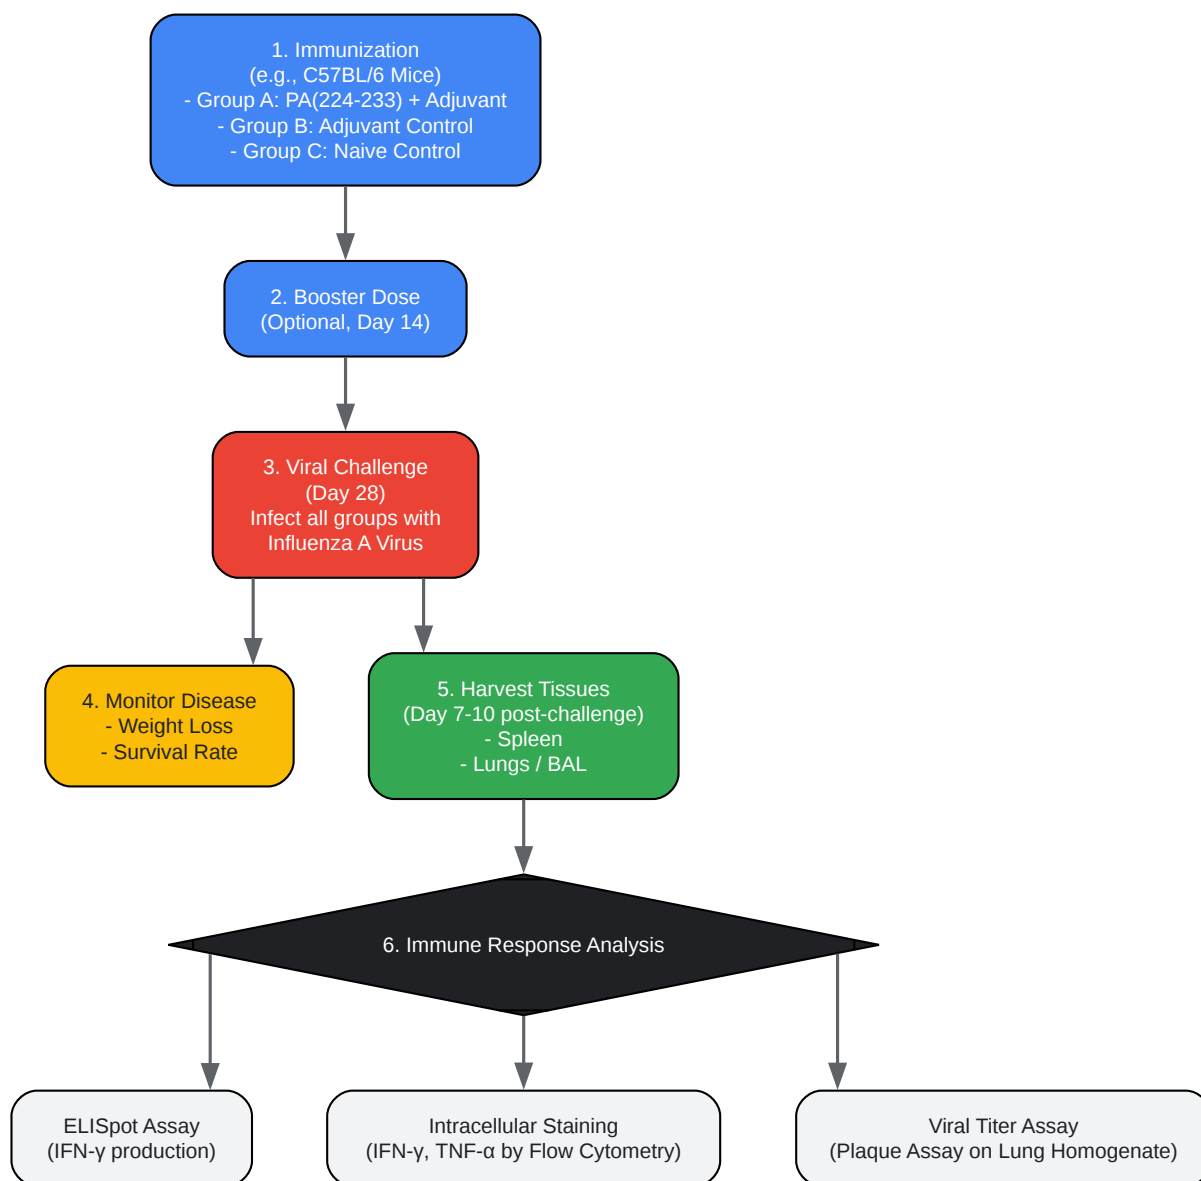 1. Immunization
(e.g., C57BL/6 Mice)
- Group A: PA(224-233) + Adjuvant
- Group B: Adjuvant Control
- Group C: Naive Control
2. Booster Dose
(Optional, Day 14)
3. Viral Challenge
(Day 28)
Infect all groups with
Influenza A Virus
4. Monitor Disease
- Weight Loss
- Survival Rate
5. Harvest Tissues
(Day 7-10 post-challenge)
- Spleen
- Lungs / BAL
6. Immune Response Analysis
ELISpot Assay
(IFN-γ production)
Intracellular Staining
(IFN-γ, TNF-α by Flow Cytometry)
Viral Titer Assay
(Plaque Assay on Lung Homogenate)